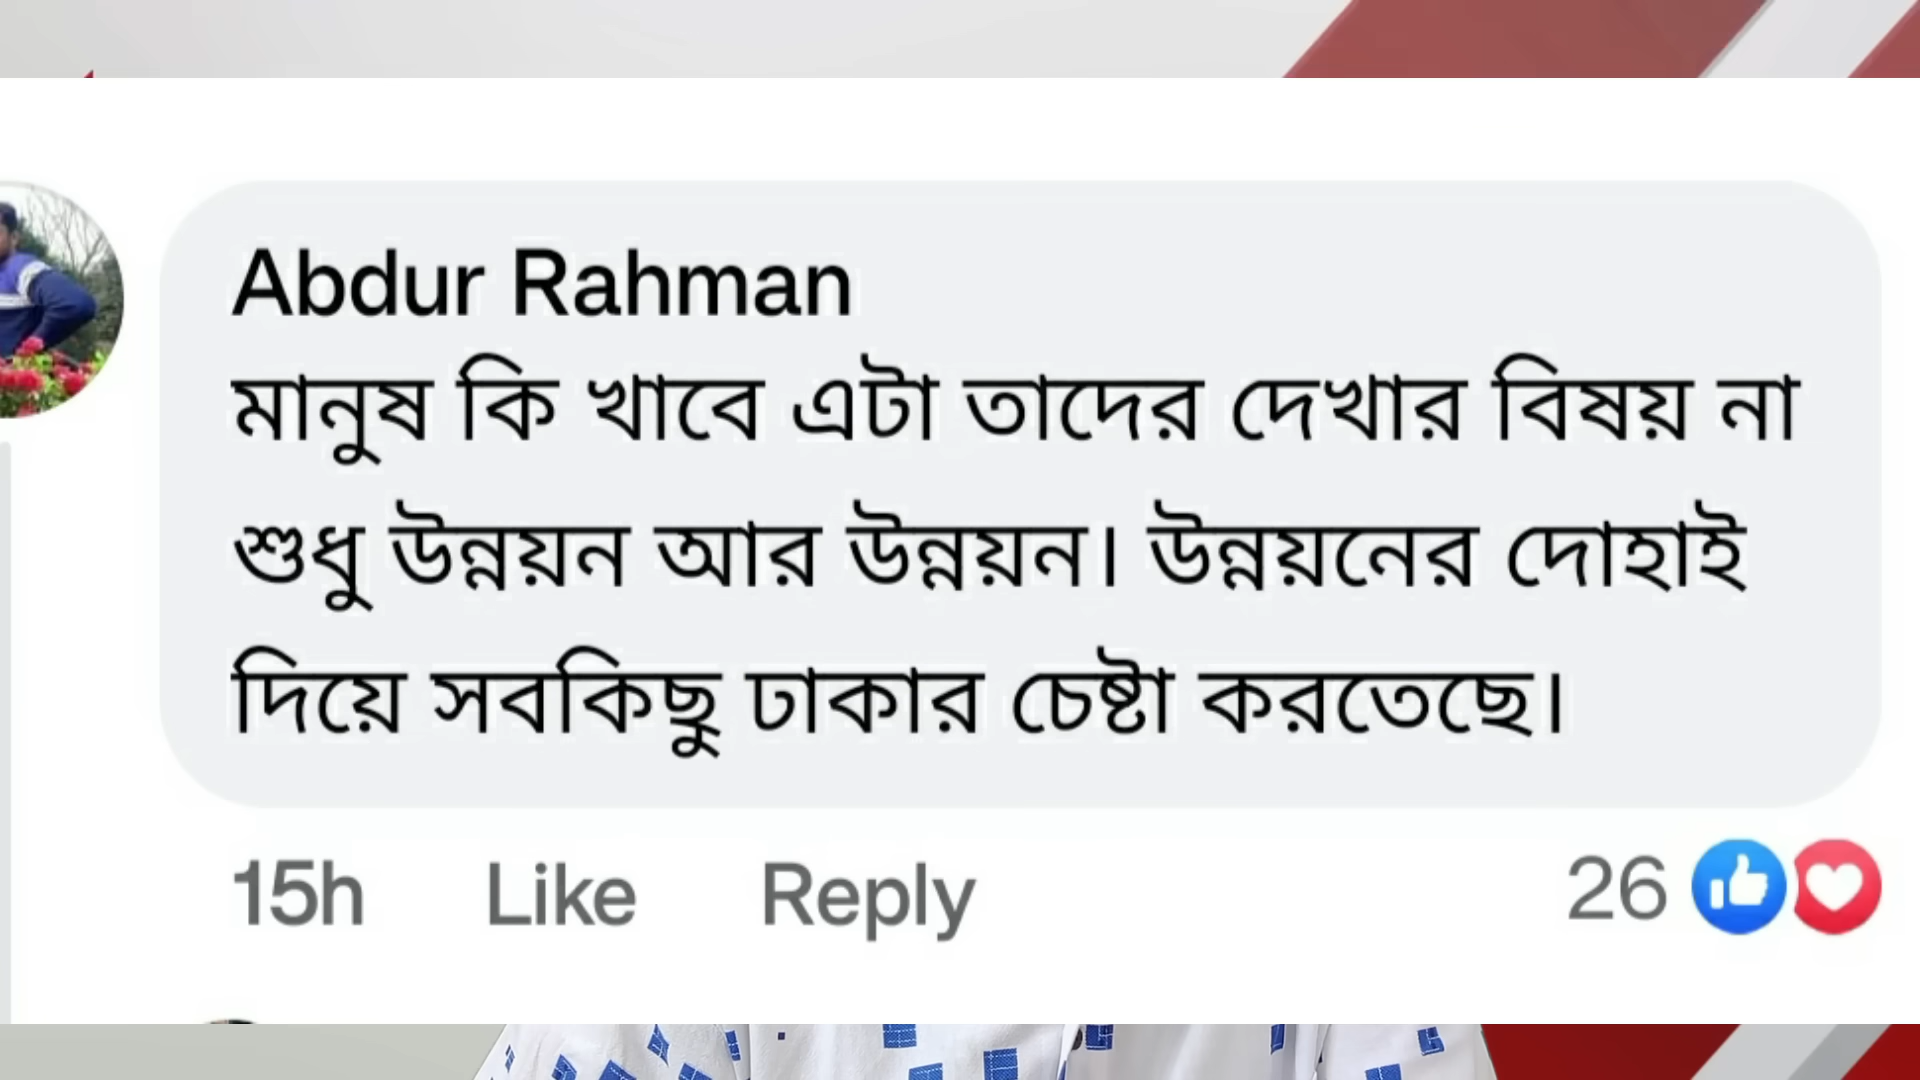 Abdur Rahman
মানুষ কি খাবে এটা তাদের দেখার বিষয় না
শুধু উন্নয়ন আর উন্নয়ন। উন্নয়নের দোহাই
দিয়ে সবকিছু ঢাকার চেষ্টা করতেছে।
15h Like Reply 26